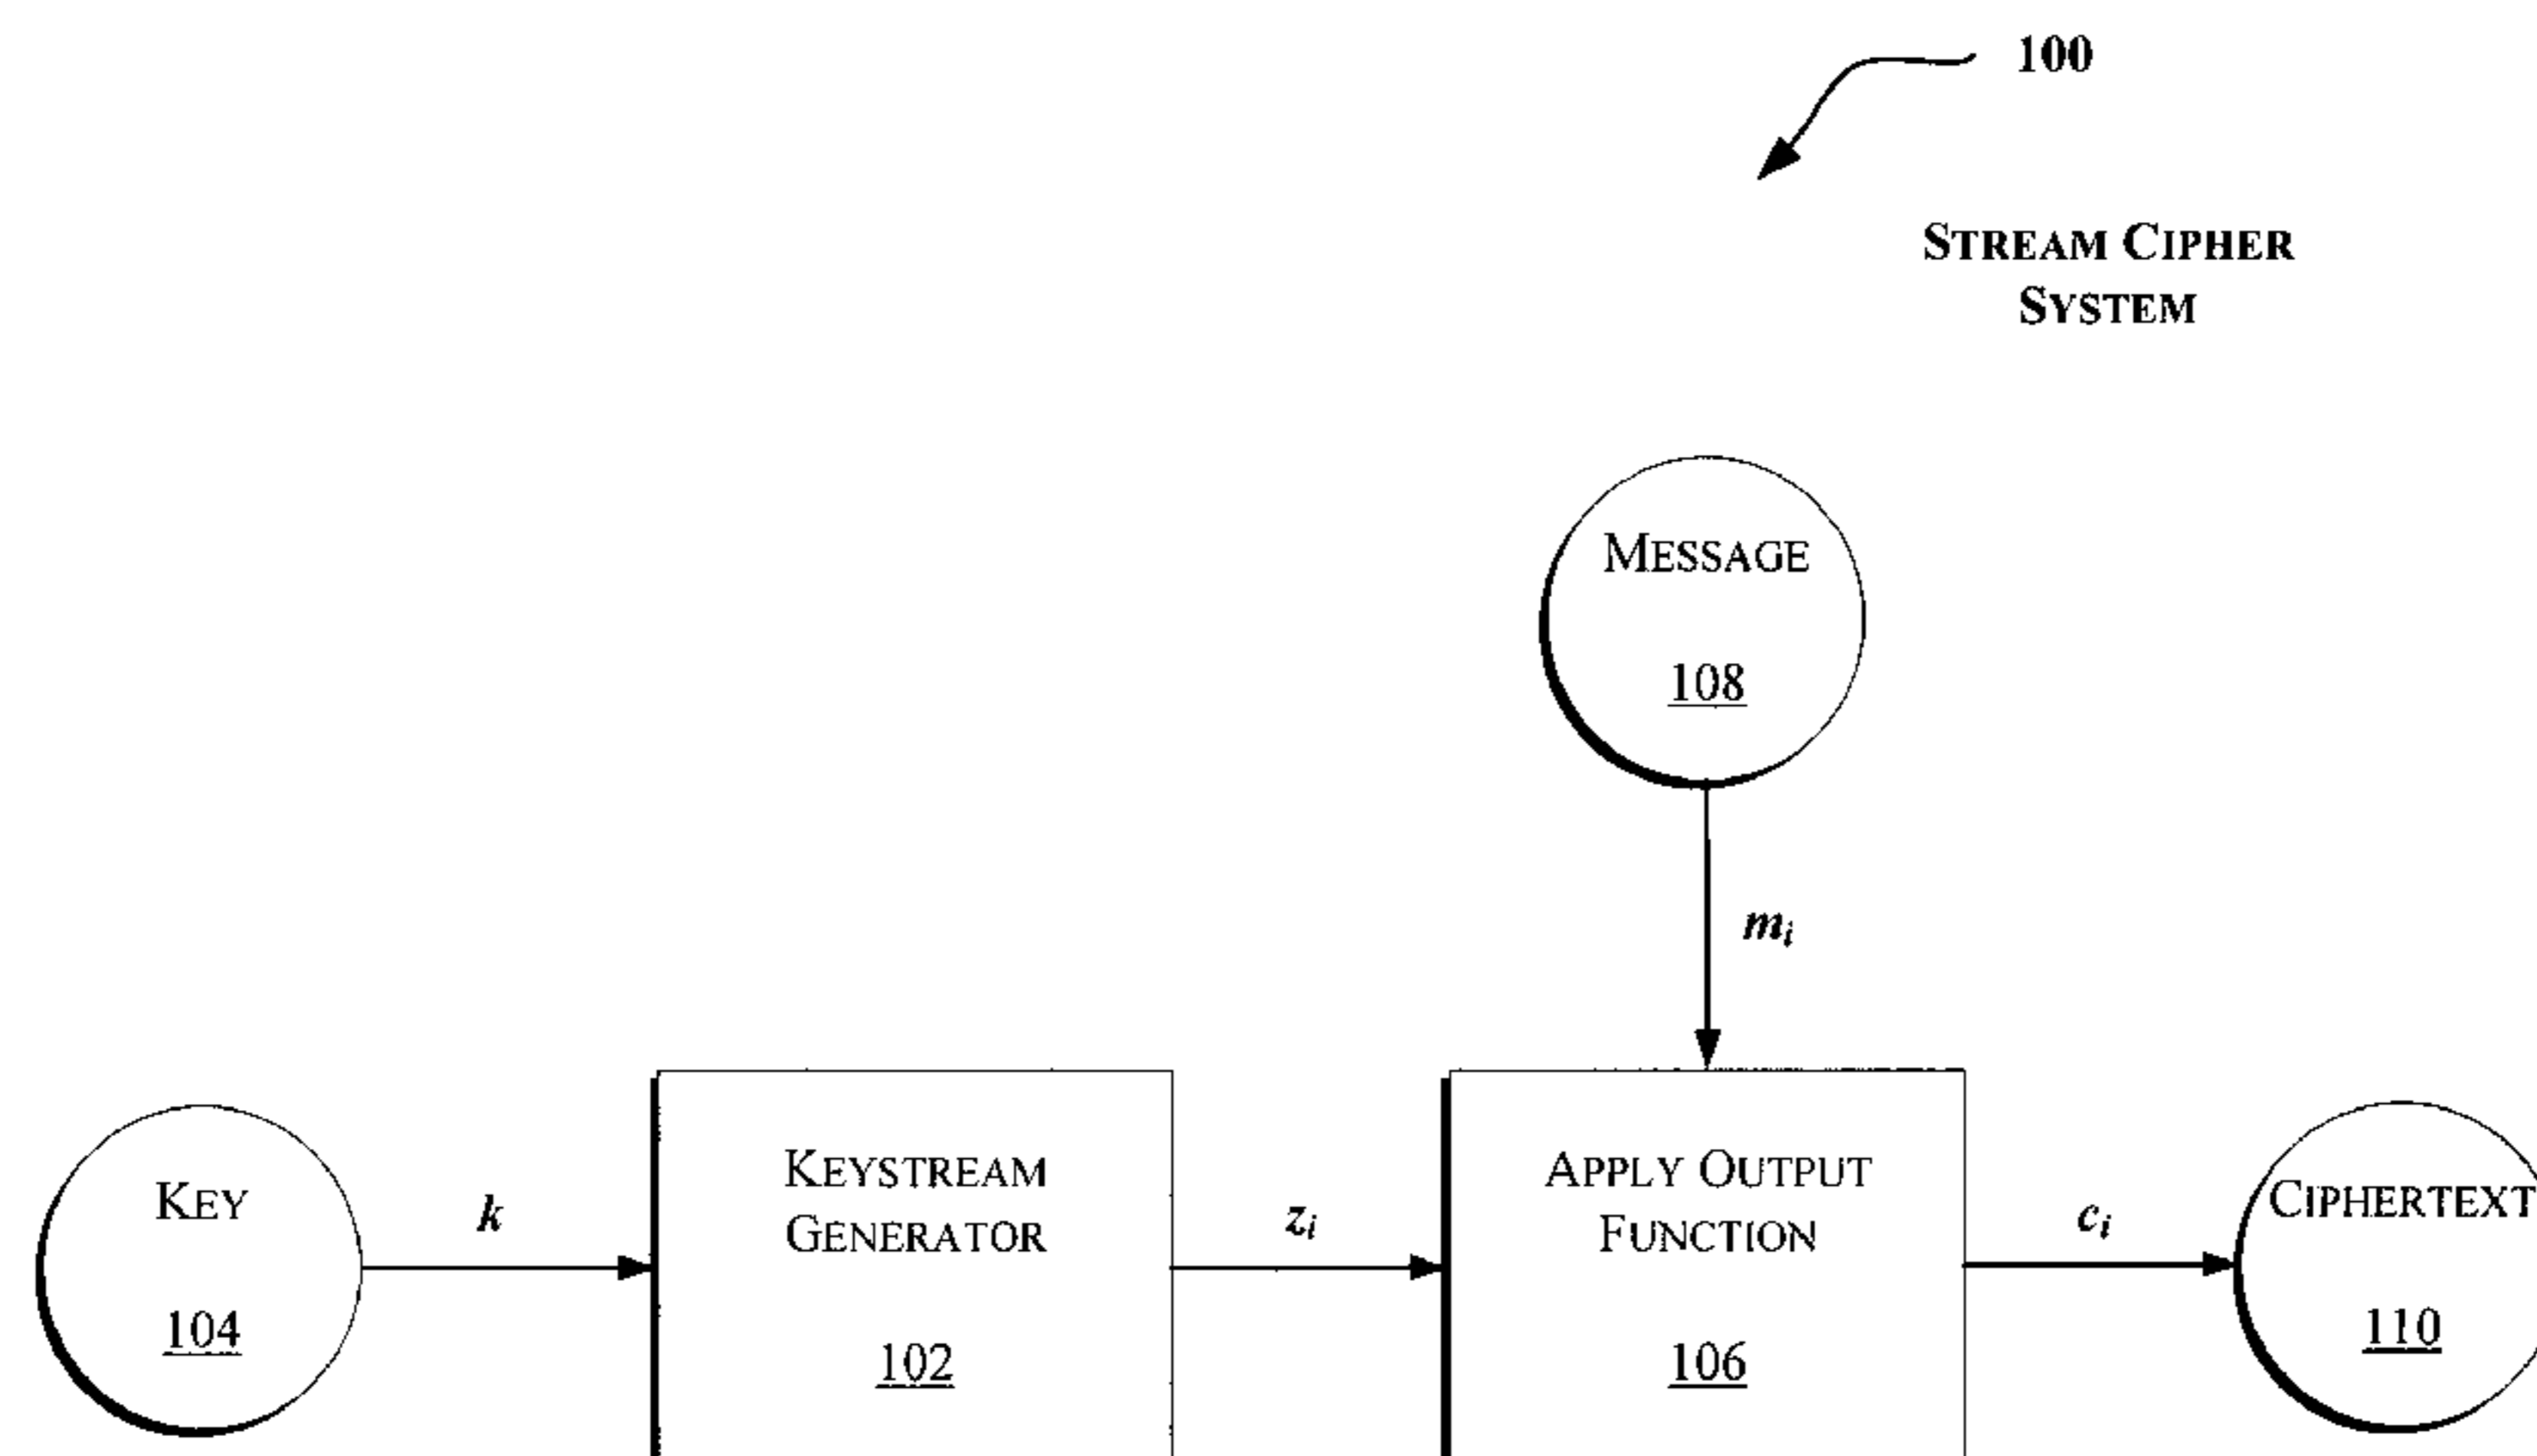 100
STREAM CIPHER
SYSTEM
MESSAGE
108
mᵢ
KEY
104
k
KEYSTREAM
GENERATOR
102
zᵢ
APPLY OUTPUT
FUNCTION
106
cᵢ
CIPHERTEXT
110